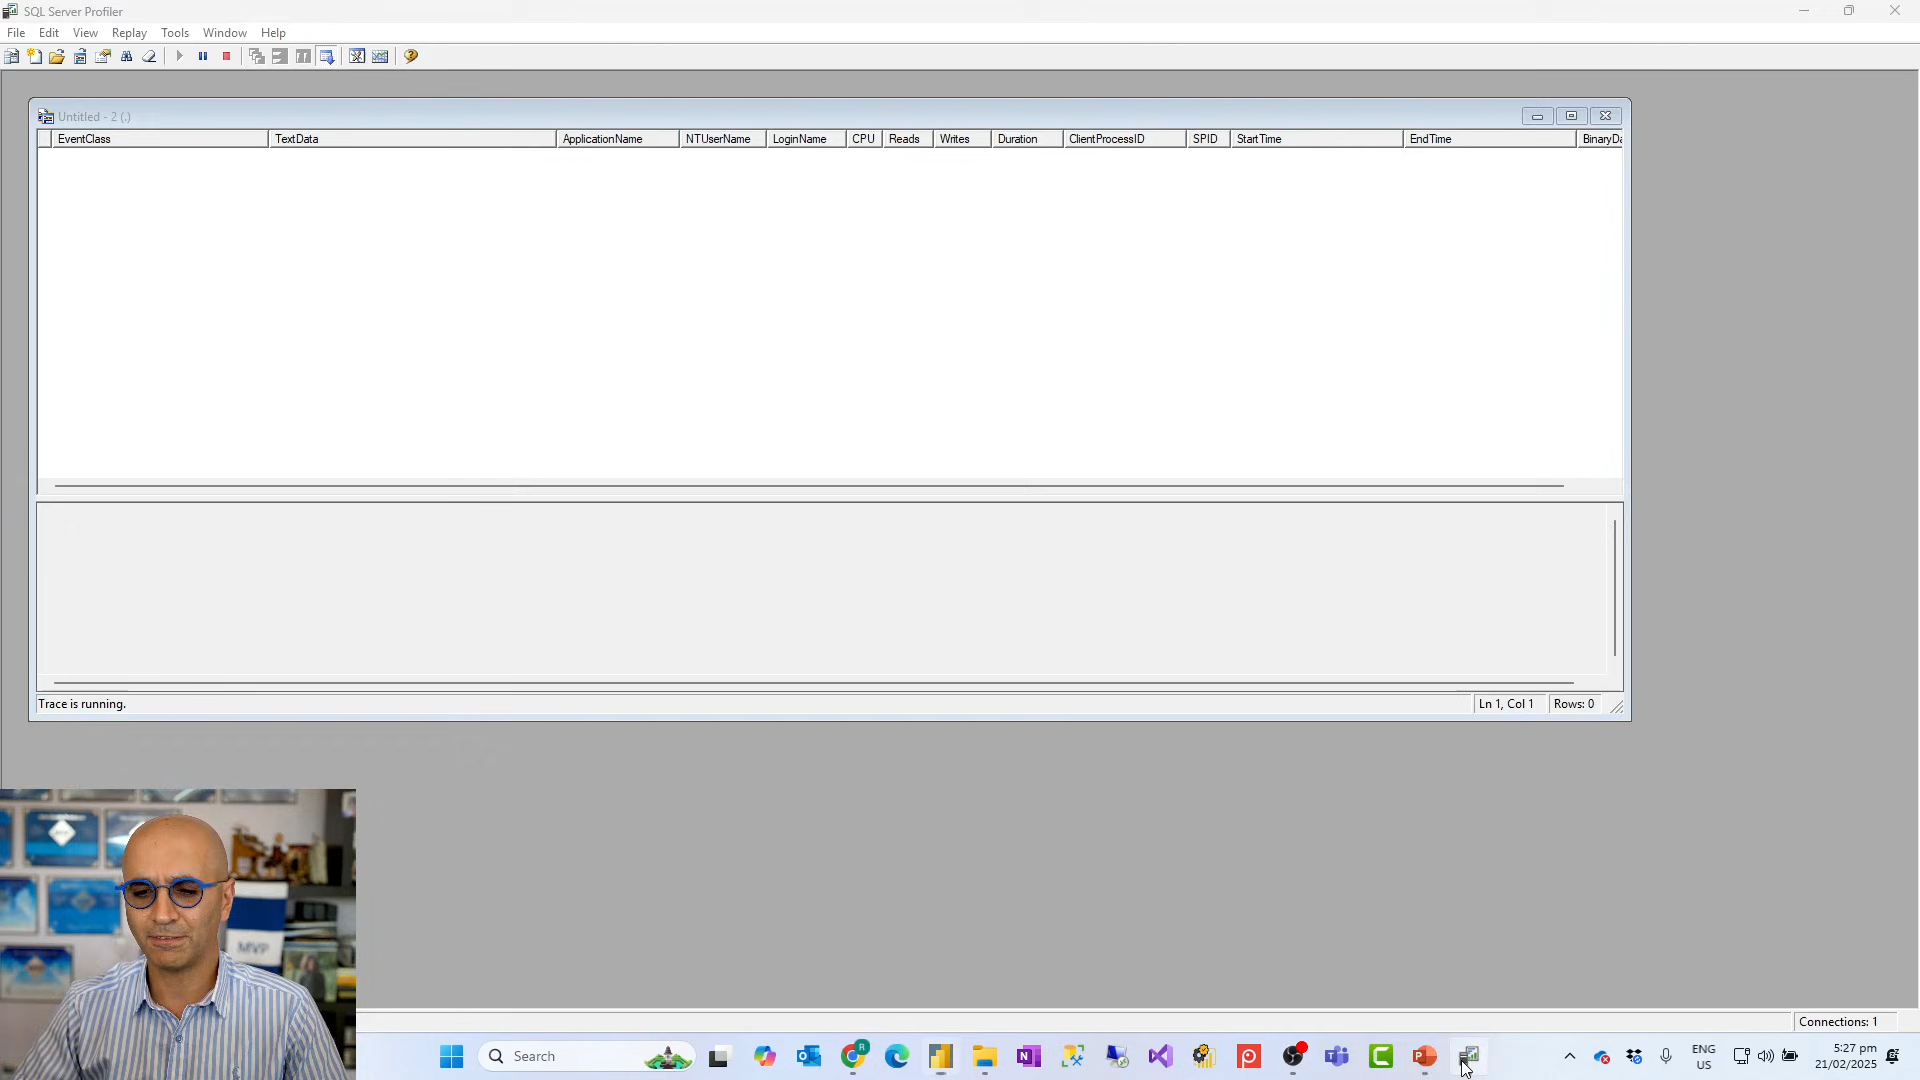 SQL Server Profiler
File Edit View Replay Tools Window Help
Untitled - 2 (.)
EventClass TextData ApplicationName NTUserName LoginName CPU Reads Writes Duration ClientProcessID SPID StartTime EndTime BinaryDa
Trace is running. Ln 1, Col 1 Rows: 0
MVP
Connections: 1
Search
ENG
US
5:27 pm
21/02/2025